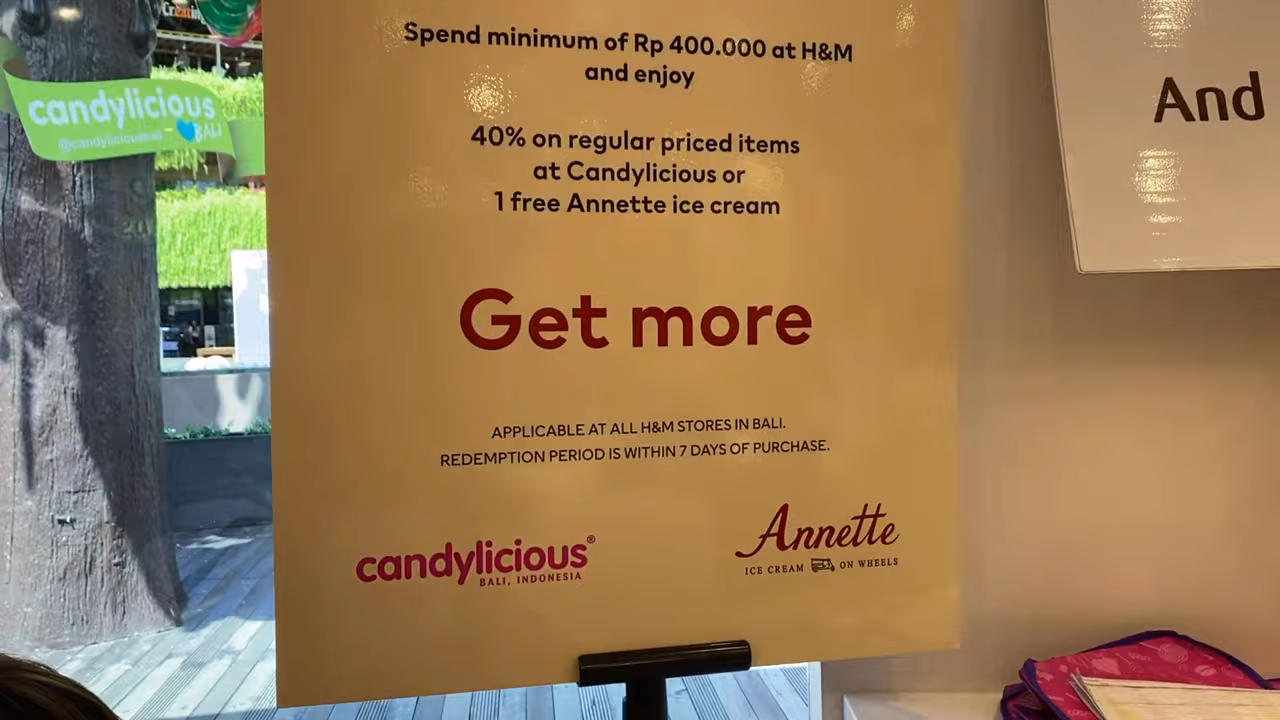 Creating
candylicious
BALI
Spend minimum of Rp 400.000 at H&M
and enjoy
40% on regular priced items
at Candylicious or
1 free Annette ice cream
Get more
APPLICABLE AT ALL H&M STORES IN BALI.
REDEMPTION PERIOD IS WITHIN 7 DAYS OF PURCHASE.
candylicious®
BALI, INDONESIA
Annette
ICE CREAM ON WHEELS
And